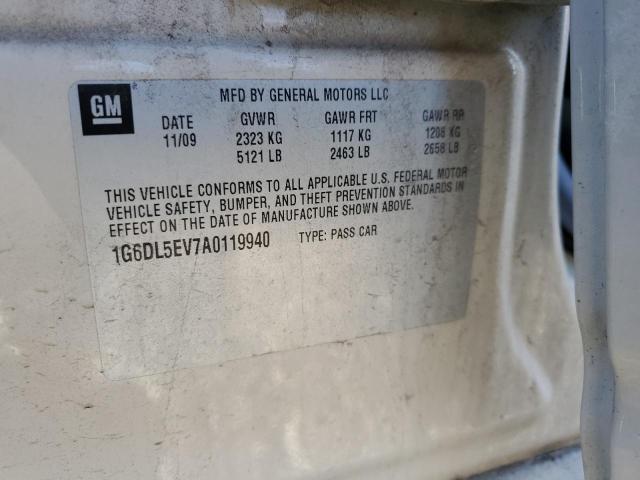 GM
MFD BY GENERAL MOTORS LLC
DATE GVWR GAWR FRT GAWR RR
11/09 2323 KG 1117 KG 1206 KG
5121 LB 2463 LB 2658 LB
THIS VEHICLE CONFORMS TO ALL APPLICABLE U.S. FEDERAL MOTOR
VEHICLE SAFETY, BUMPER, AND THEFT PREVENTION STANDARDS IN
EFFECT ON THE DATE OF MANUFACTURE SHOWN ABOVE.
1G6DL5EV7A0119940 TYPE: PASS CAR